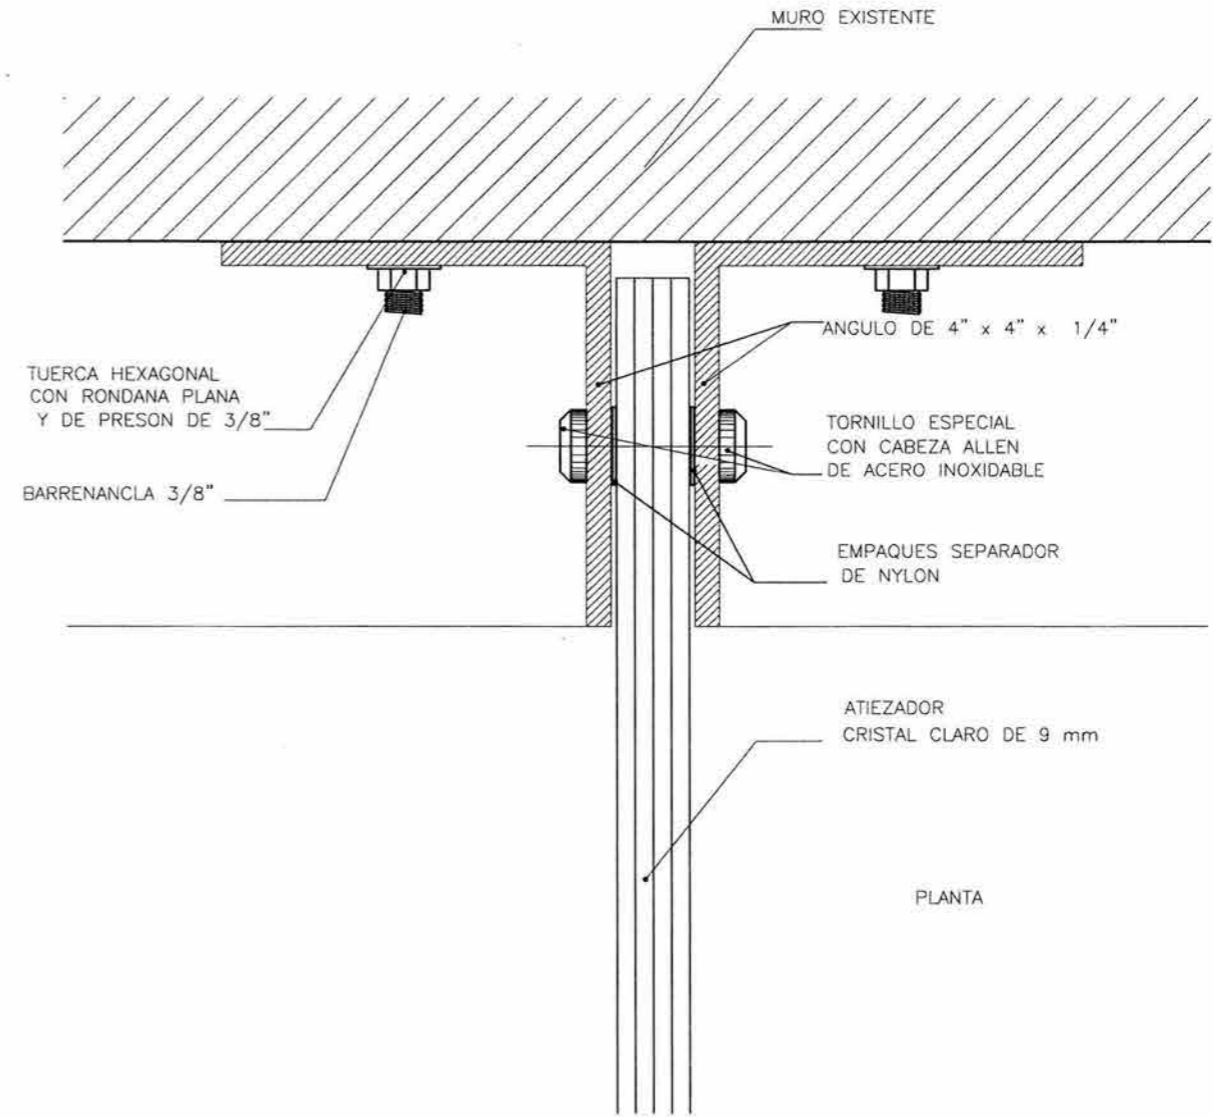 MURO EXISTENTE
ANGULO DE 4" x 4" x 1/4"
TUERCA HEXAGONAL
CON RONDANA PLANA
Y DE PRESON DE 3/8"
TORNILLO ESPECIAL
CON CABEZA ALLEN
DE ACERO INOXIDABLE
BARRENANCLA 3/8"
EMPAQUES SEPARADOR
DE NYLON
ATIEZADOR
CRISTAL CLARO DE 9 mm
PLANTA